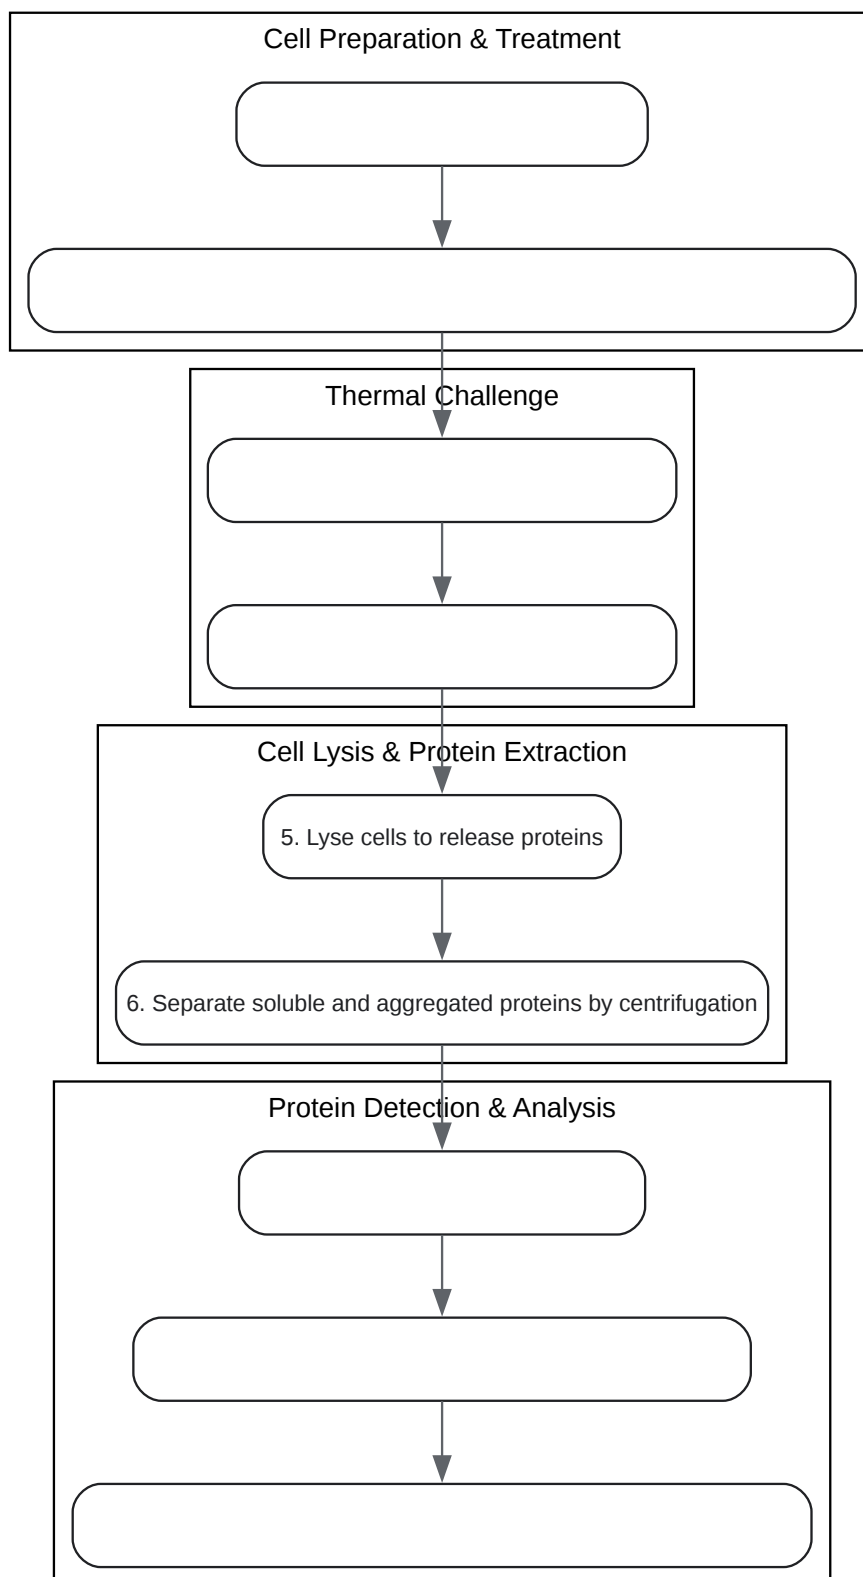 Cell Preparation & Treatment
Thermal Challenge
Cell Lysis & Protein Extraction
5. Lyse cells to release proteins
6. Separate soluble and aggregated proteins by centrifugation
Protein Detection & Analysis